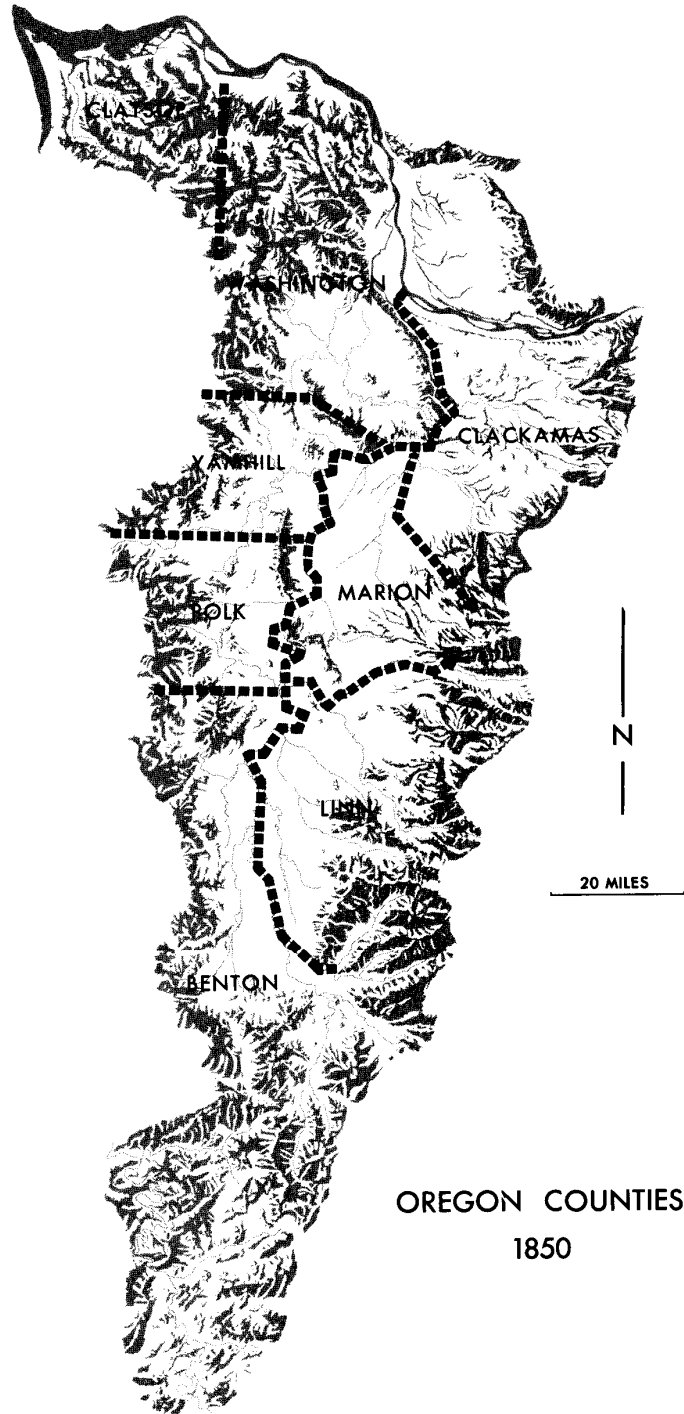 CLATSOP
WASHINGTON
CLACKAMAS
YAMHILL
MARION
POLK
N
LINN
20 MILES
BENTON
OREGON COUNTIES
1850